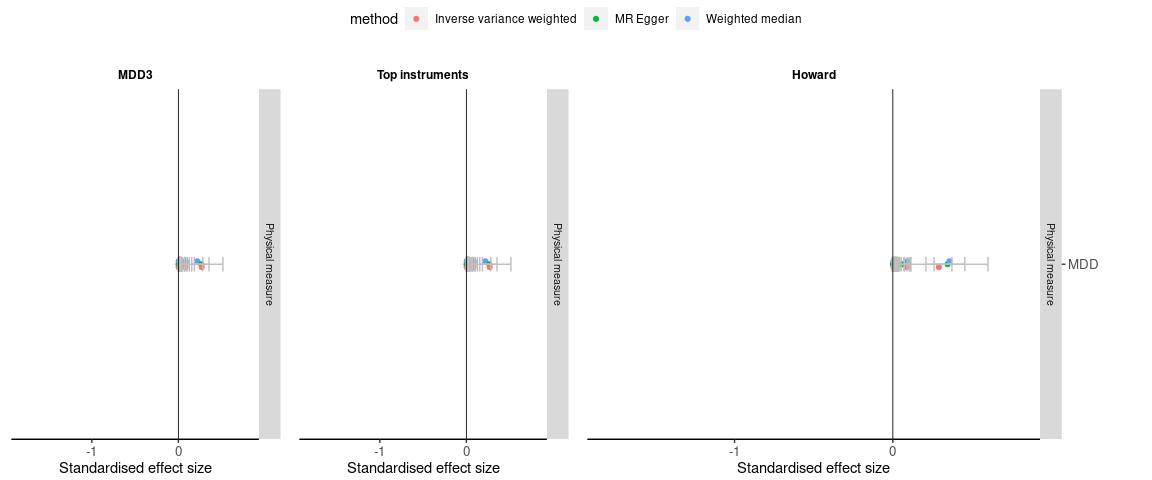 method Inverse variance weighted MR Egger Weighted median
MDD3 Top instruments Howard
Physical measure Physical measure Physical measure
MDD
-1 0 -1 0 -1 0
Standardised effect size Standardised effect size Standardised effect size